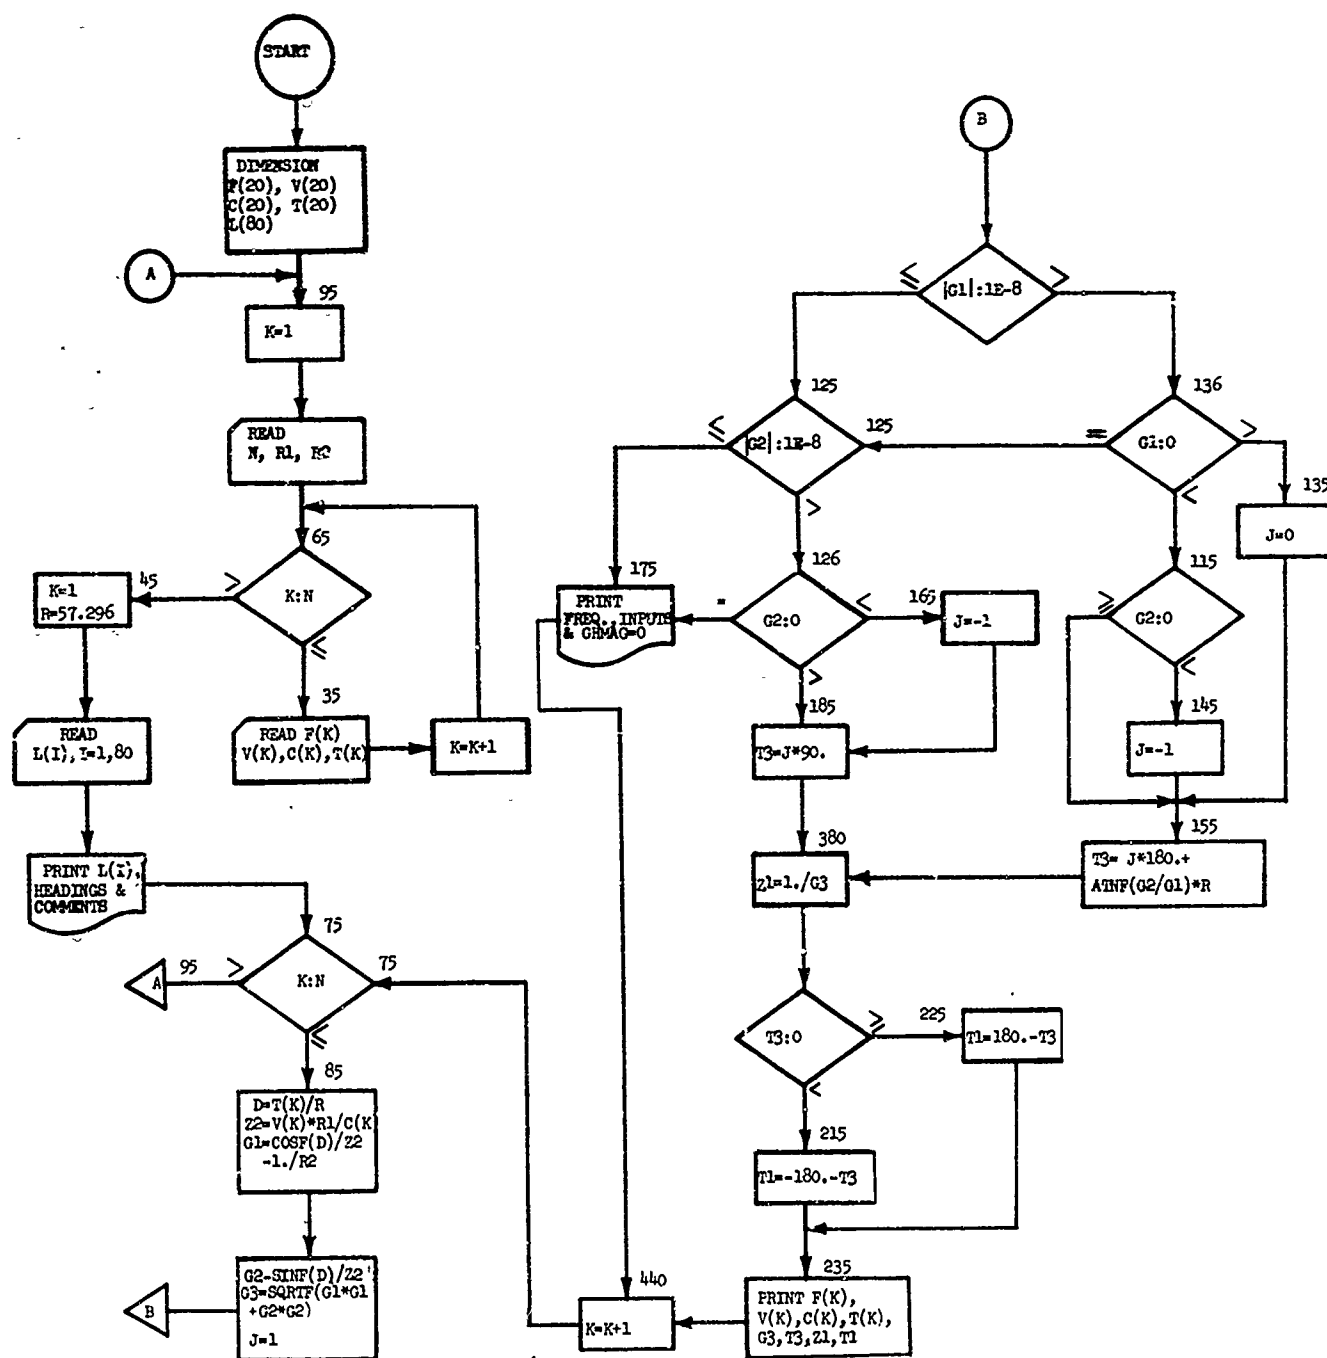 START
DIMENSION
F(20), V(20)
C(20), T(20)
L(80)
A
95
K=1
READ
N, R1, R2
65
K:N
>
≤
45
K=1
R=57.296
35
READ F(K)
V(K),C(K),T(K)
K=K+1
READ
L(I),I=1,80
PRINT L(I),
HEADINGS &
COMMENTS
75
75
K:N
>
≤
95
A
85
D=T(K)/R
Z2=V(K)*R1/C(K
G1=COSF(D)/Z2
-1./R2
G2-SINF(D)/Z2
G3=SQRTF(G1*G1
+G2*G2)
J=1
B
B
|G1|:1E-8
≤
>
125
125
|G2|:1E-8
≤
>
136
G1:0
=
>
<
135
J=0
175
PRINT
FREQ., INPUTS
& GHMAG=0
126
G2:0
=
<
>
165
J=-1
115
G2:0
≥
<
145
J=-1
185
T3=J*90.
155
T3= J*180.+
ATNF(G2/G1)*R
380
Z1=1./G3
T3:0
≥
<
225
T1=180.-T3
215
T1=-180.-T3
235
PRINT F(K),
V(K),C(K),T(K),
G3,T3,Z1,T1
440
K=K+1